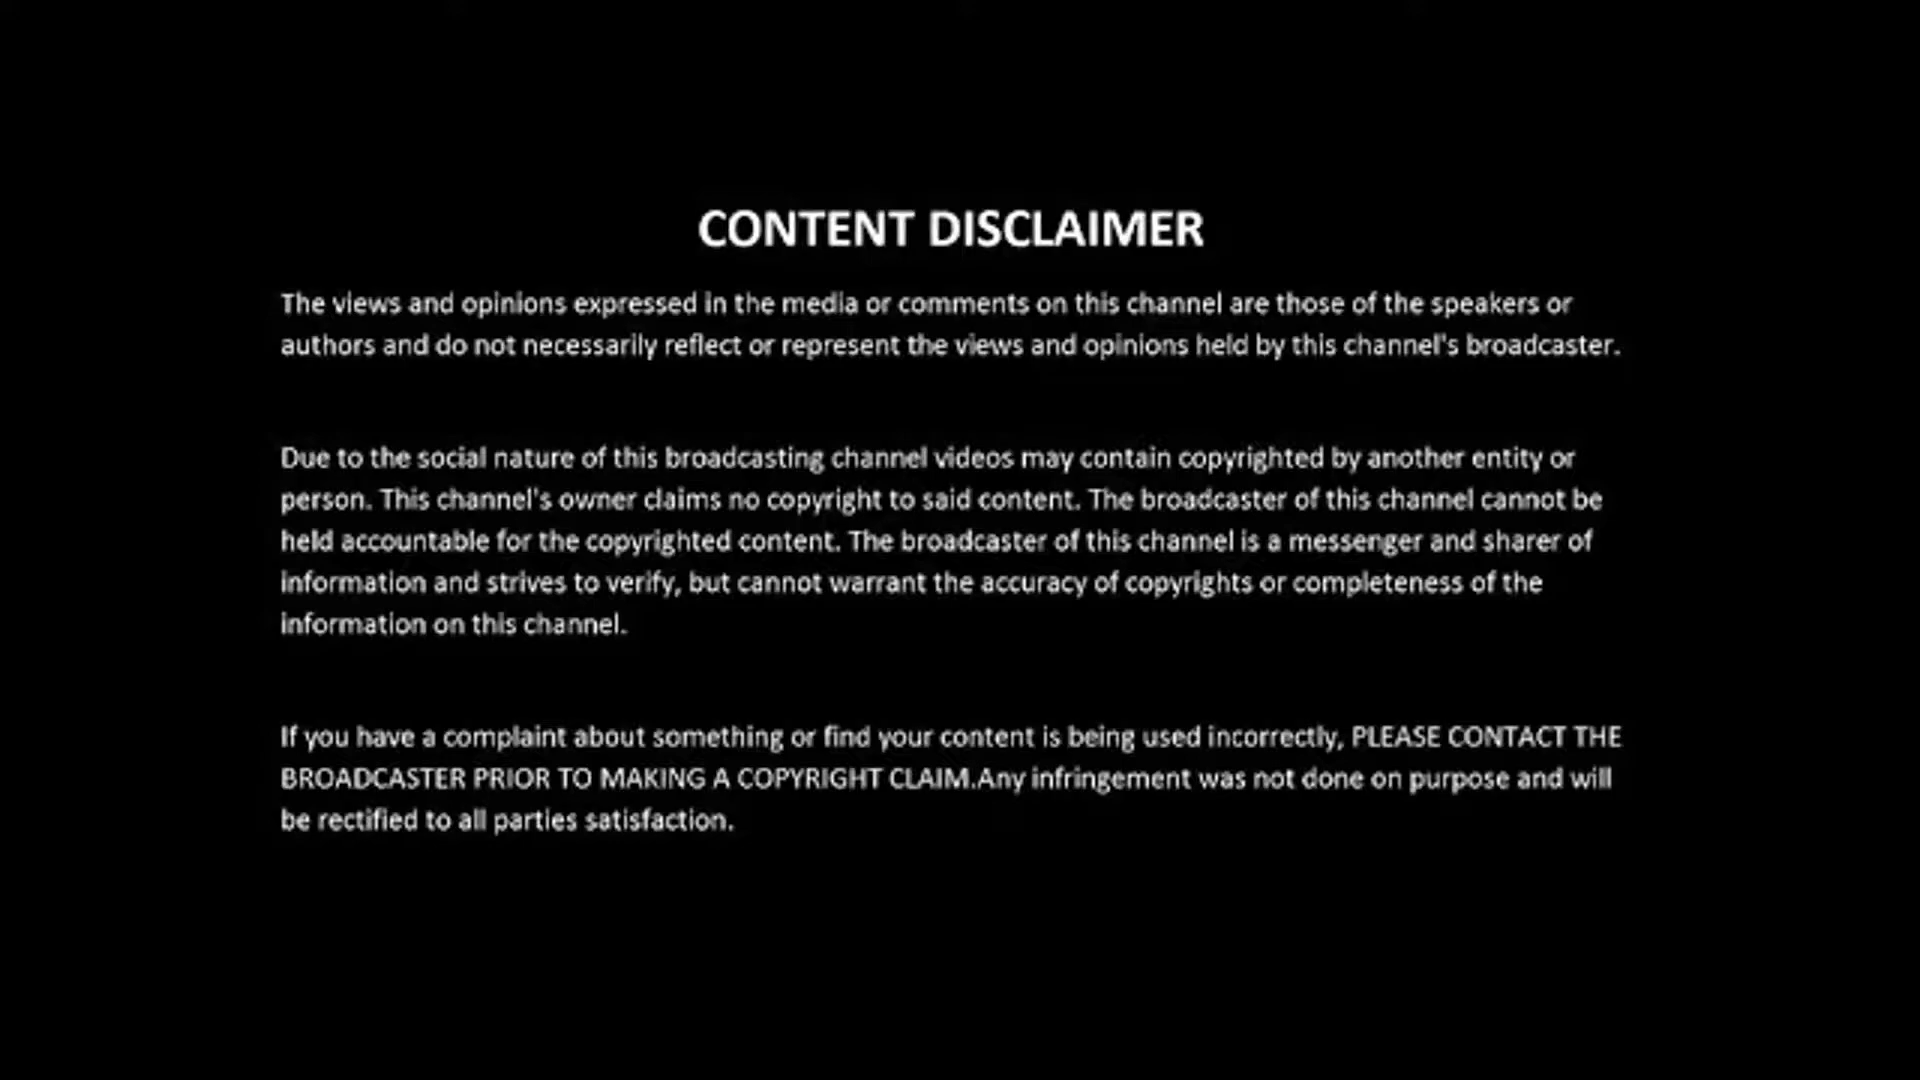 CONTENT DISCLAIMER
The views and opinions expressed in the media or comments on this channel are those of the speakers or
authors and do not necessarily reflect or represent the views and opinions held by this channel's broadcaster.
Due to the social nature of this broadcasting channel videos may contain copyrighted by another entity or
person. This channel's owner claims no copyright to said content. The broadcaster of this channel cannot be
held accountable for the copyrighted content. The broadcaster of this channel is a messenger and sharer of
information and strives to verify, but cannot warrant the accuracy of copyrights or completeness of the
information on this channel.
If you have a complaint about something or find your content is being used incorrectly, PLEASE CONTACT THE
BROADCASTER PRIOR TO MAKING A COPYRIGHT CLAIM.Any infringement was not done on purpose and will
be rectified to all parties satisfaction.